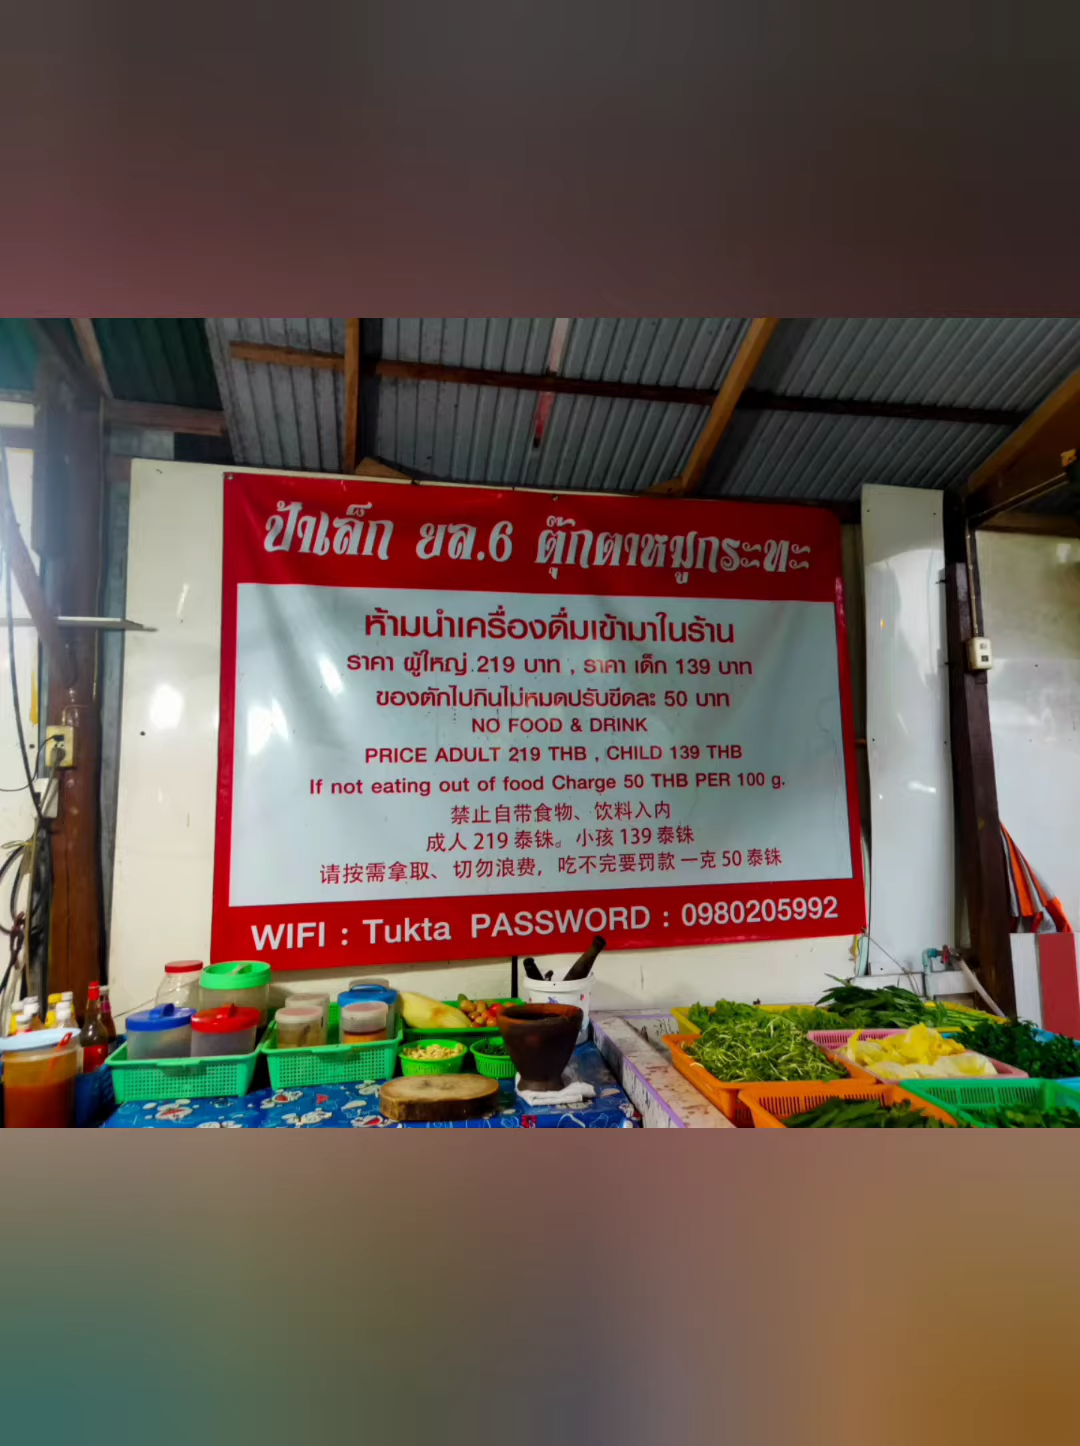 ป้าเล็ก ยล.6 ตุ๊กตาหมูกระทะ
ห้ามนำเครื่องดื่มเข้ามาในร้าน
ราคา ผู้ใหญ่ 219 บาท , ราคา เด็ก 139 บาท
ของตักไปกินไม่หมดปรับขีดละ 50 บาท
NO FOOD & DRINK
PRICE ADULT 219 THB , CHILD 139 THB
If not eating out of food Charge 50 THB PER 100 g.
禁止自带食物、饮料入内
成人 219 泰铢。小孩 139 泰铢
请按需拿取、切勿浪费，吃不完要罚款 一克 50 泰铢
WIFI : Tukta PASSWORD : 0980205992